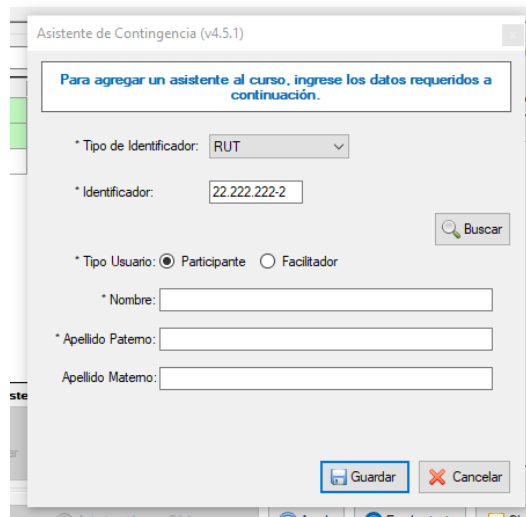 Asistente de Contingencia (v4.5.1)
x
Para agregar un asistente al curso, ingrese los datos requeridos a
continuación.
* Tipo de Identificador: RUT
* Identificador: 22.222.222-2
Buscar
* Tipo Usuario: Participante Facilitador
* Nombre:
* Apellido Paterno:
Apellido Materno:
Guardar Cancelar